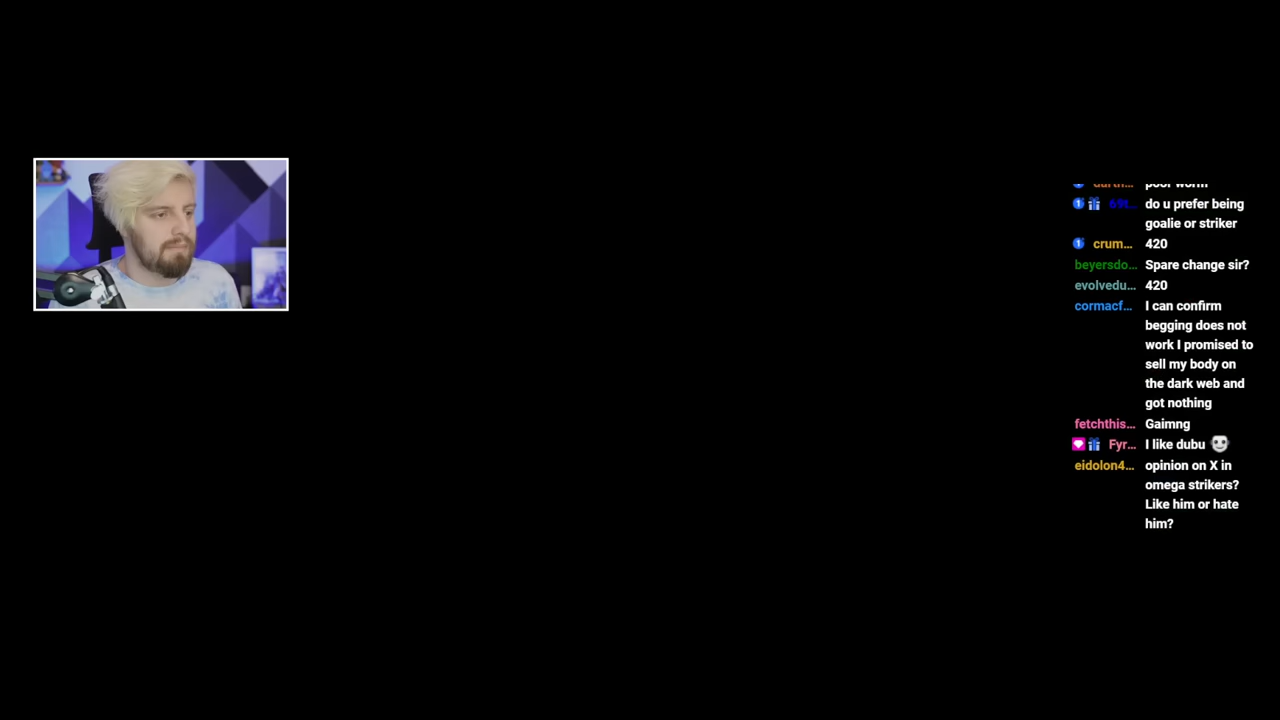 darth... poor worm
69t... do u prefer being
goalie or striker
crum... 420
beyersdo... Spare change sir?
evolvedu... 420
cormacf... I can confirm
begging does not
work I promised to
sell my body on
the dark web and
got nothing
fetchthis... Gaimng
Fyr... I like dubu
eidolon4... opinion on X in
omega strikers?
Like him or hate
him?